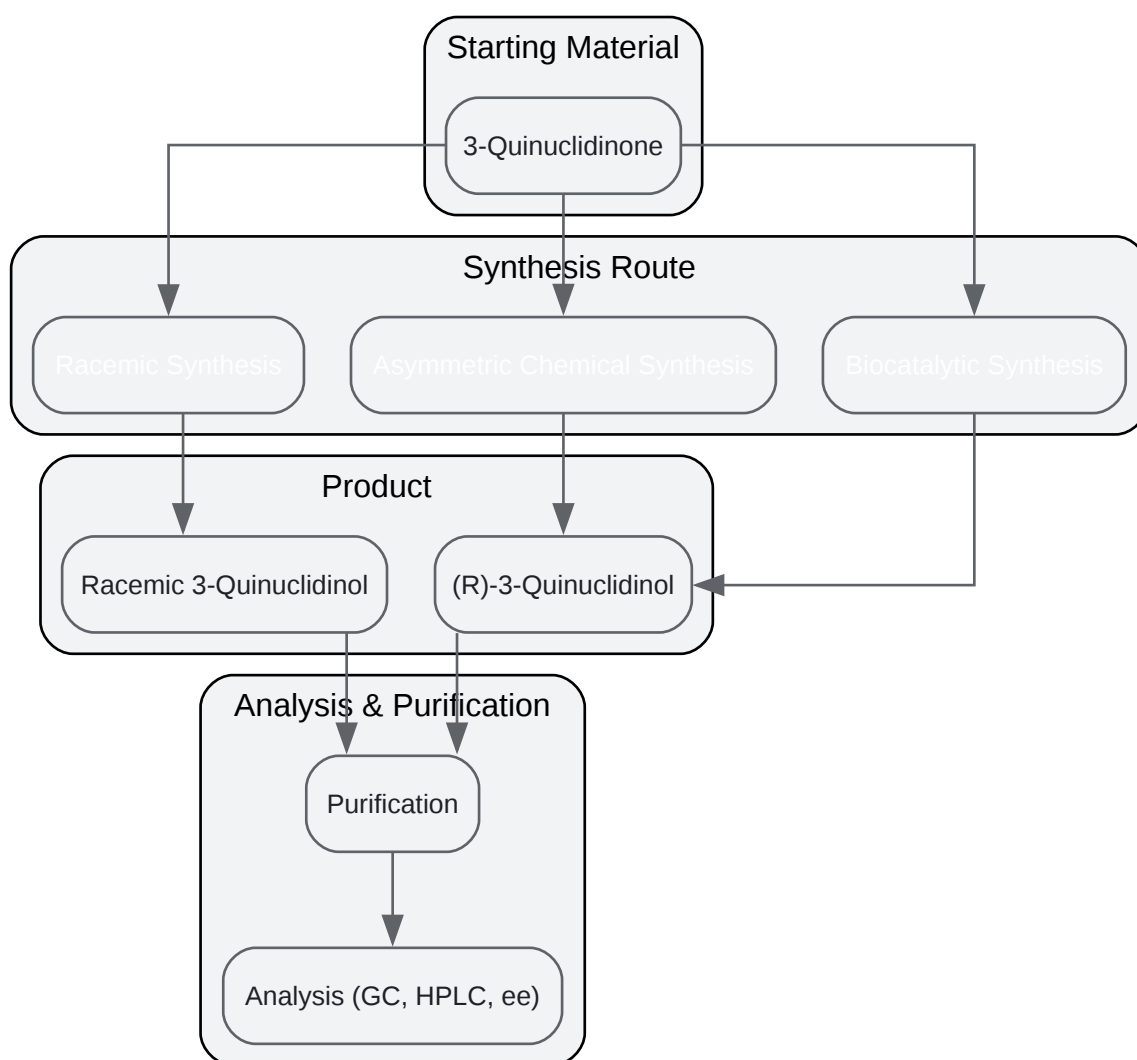 Starting Material
3-Quinuclidinone
Synthesis Route
Racemic Synthesis
Asymmetric Chemical Synthesis
Biocatalytic Synthesis
Product
Racemic 3-Quinuclidinol
(R)-3-Quinuclidinol
Analysis & Purification
Purification
Analysis (GC, HPLC, ee)